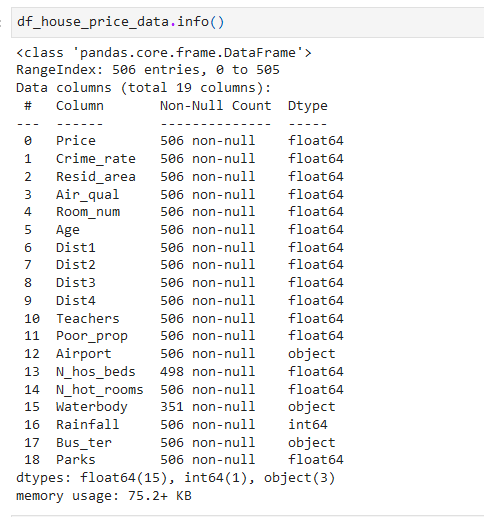 df_house_price_data.info()
<class 'pandas.core.frame.DataFrame'>
RangeIndex: 506 entries, 0 to 505
Data columns (total 19 columns):
 #   Column       Non-Null Count  Dtype
---  ------       --------------  -----
 0   Price        506 non-null    float64
 1   Crime_rate   506 non-null    float64
 2   Resid_area   506 non-null    float64
 3   Air_qual     506 non-null    float64
 4   Room_num     506 non-null    float64
 5   Age          506 non-null    float64
 6   Dist1        506 non-null    float64
 7   Dist2        506 non-null    float64
 8   Dist3        506 non-null    float64
 9   Dist4        506 non-null    float64
 10  Teachers     506 non-null    float64
 11  Poor_prop    506 non-null    float64
 12  Airport      506 non-null    object
 13  N_hos_beds   498 non-null    float64
 14  N_hot_rooms  506 non-null    float64
 15  Waterbody    351 non-null    object
 16  Rainfall     506 non-null    int64
 17  Bus_ter      506 non-null    object
 18  Parks        506 non-null    float64
dtypes: float64(15), int64(1), object(3)
memory usage: 75.2+ KB